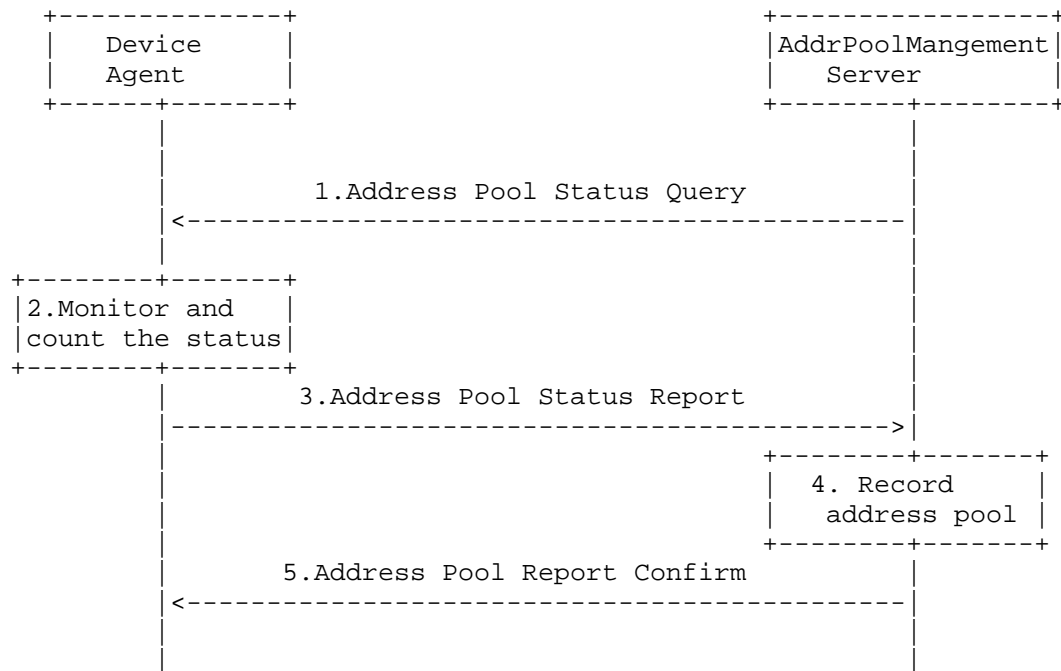 Device
Agent
AddrPoolMangement
Server
1.Address Pool Status Query
2.Monitor and
count the status
3.Address Pool Status Report
4. Record
address pool
5.Address Pool Report Confirm